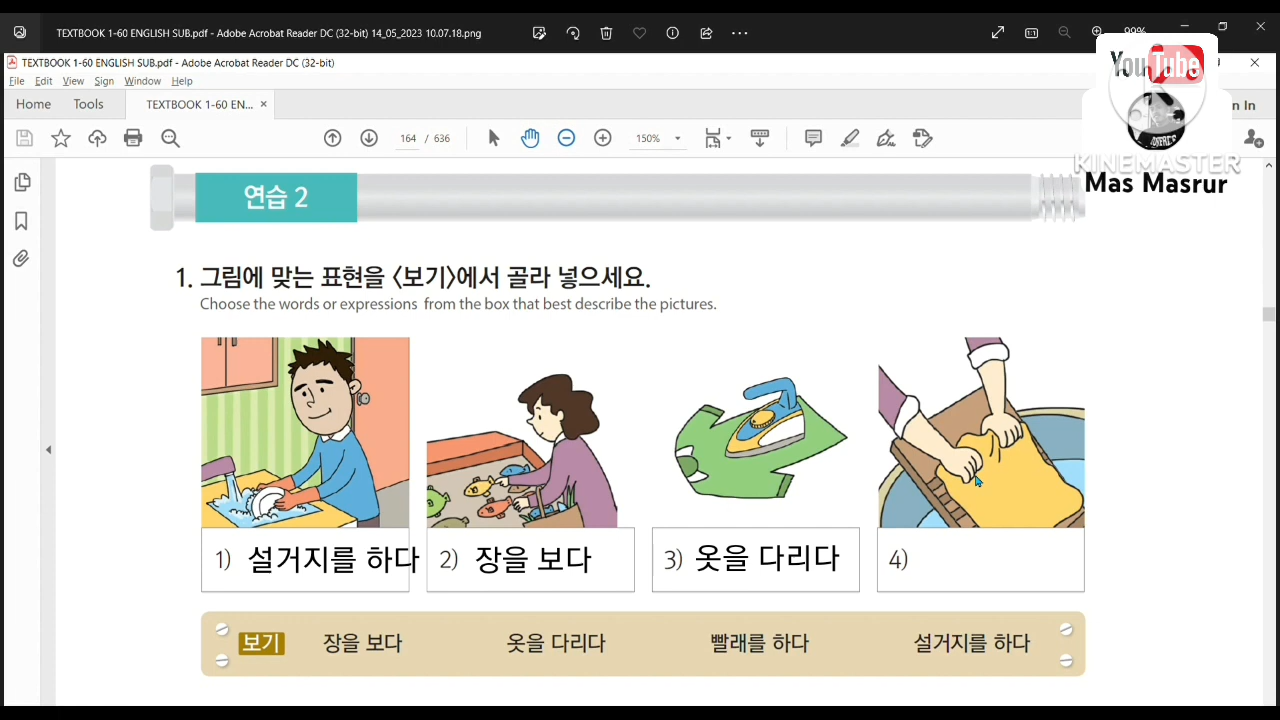 TEXTBOOK 1-60 ENGLISH SUB.pdf - Adobe Acrobat Reader DC (32-bit) 14_05_2023 10.07.18.png
99%
TEXTBOOK 1-60 ENGLISH SUB.pdf - Adobe Acrobat Reader DC (32-bit)
YouTube
File Edit View Sign Window Help
Home Tools TEXTBOOK 1-60 EN... × n In
164 / 636 150%
KINEMASTER
Mas Masrur
연습 2
1. 그림에 맞는 표현을 〈보기〉에서 골라 넣으세요.
Choose the words or expressions from the box that best describe the pictures.
1) 설거지를 하다
2) 장을 보다
3) 옷을 다리다
4)
보기 장을 보다 옷을 다리다 빨래를 하다 설거지를 하다